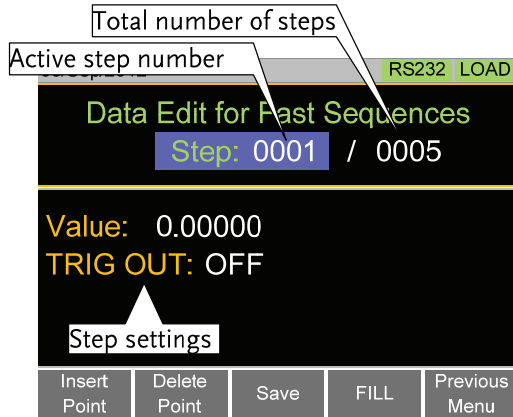 Total number of steps
Active step number
RS232 LOAD
Data Edit for Fast Sequences
Step: 0001 / 0005
Value: 0.00000
TRIG OUT: OFF
Step settings
Insert Point
Delete Point
Save
FILL
Previous Menu